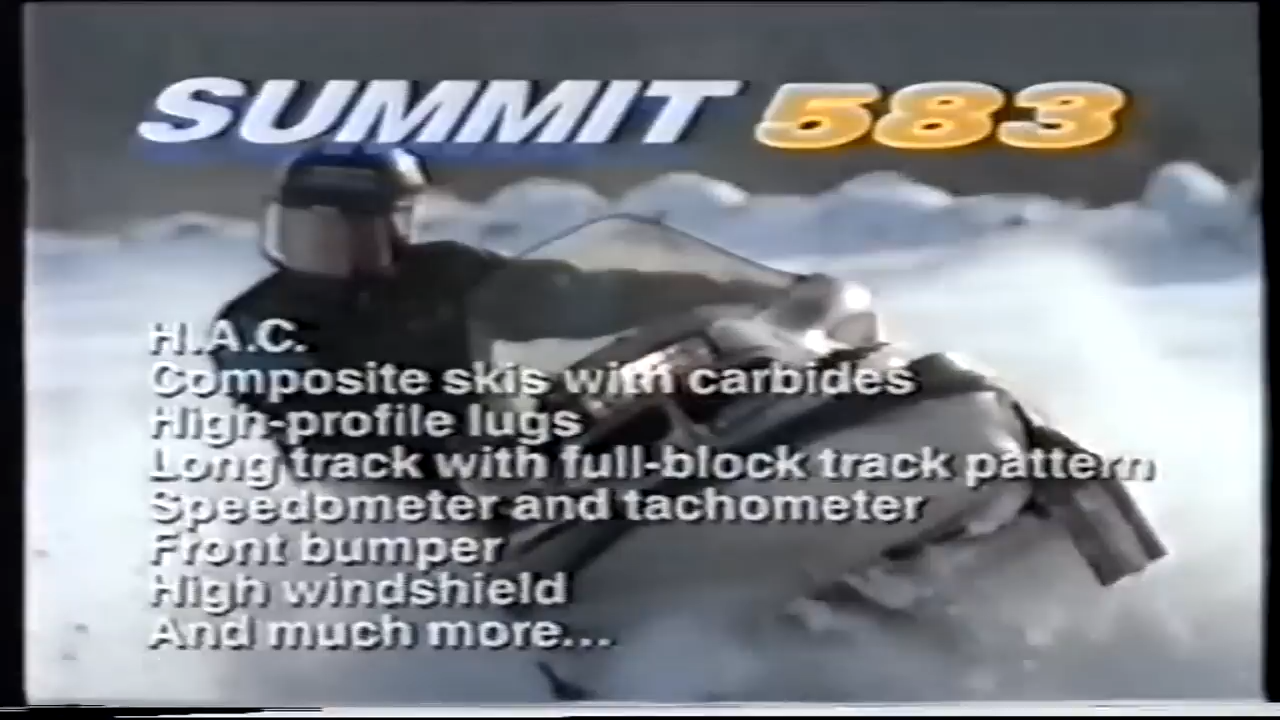 SUMMIT 583
H.A.C.
Composite skis with carbides
High-profile lugs
Long track with full-block track pattern
Speedometer and tachometer
Front bumper
High windshield
And much more...